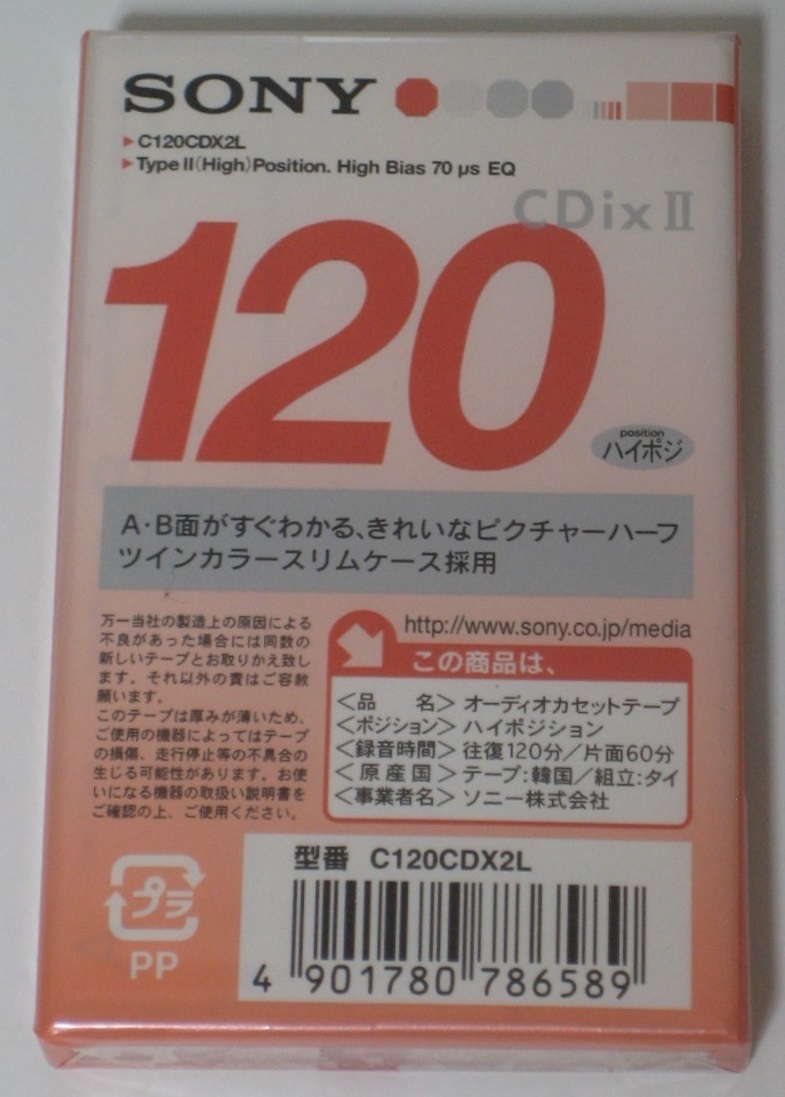 SONY
C120CDX2L
Type II(High)Position. High Bias 70 µs EQ
CDix II
120
position
ハイポジ
A・B面がすぐわかる、きれいなピクチャーハーフ
ツインカラースリムケース採用
万一当社の製造上の原因による
不良があった場合には同数の
新しいテープとお取りかえ致し
ます。それ以外の責はご容赦
願います。
このテープは厚みが薄いため、
ご使用の機器によってはテープ
の損傷、走行停止等の不具合の
生じる可能性があります。お使
いになる機器の取扱い説明書を
ご確認の上、ご使用ください。
http://www.sony.co.jp/media
この商品は、
<品　名> オーディオカセットテープ
<ポジション> ハイポジション
<録音時間> 往復120分/片面60分
<原産国> テープ:韓国/組立:タイ
<事業者名> ソニー株式会社
プラ
PP
型番 C120CDX2L
4 901780 786589